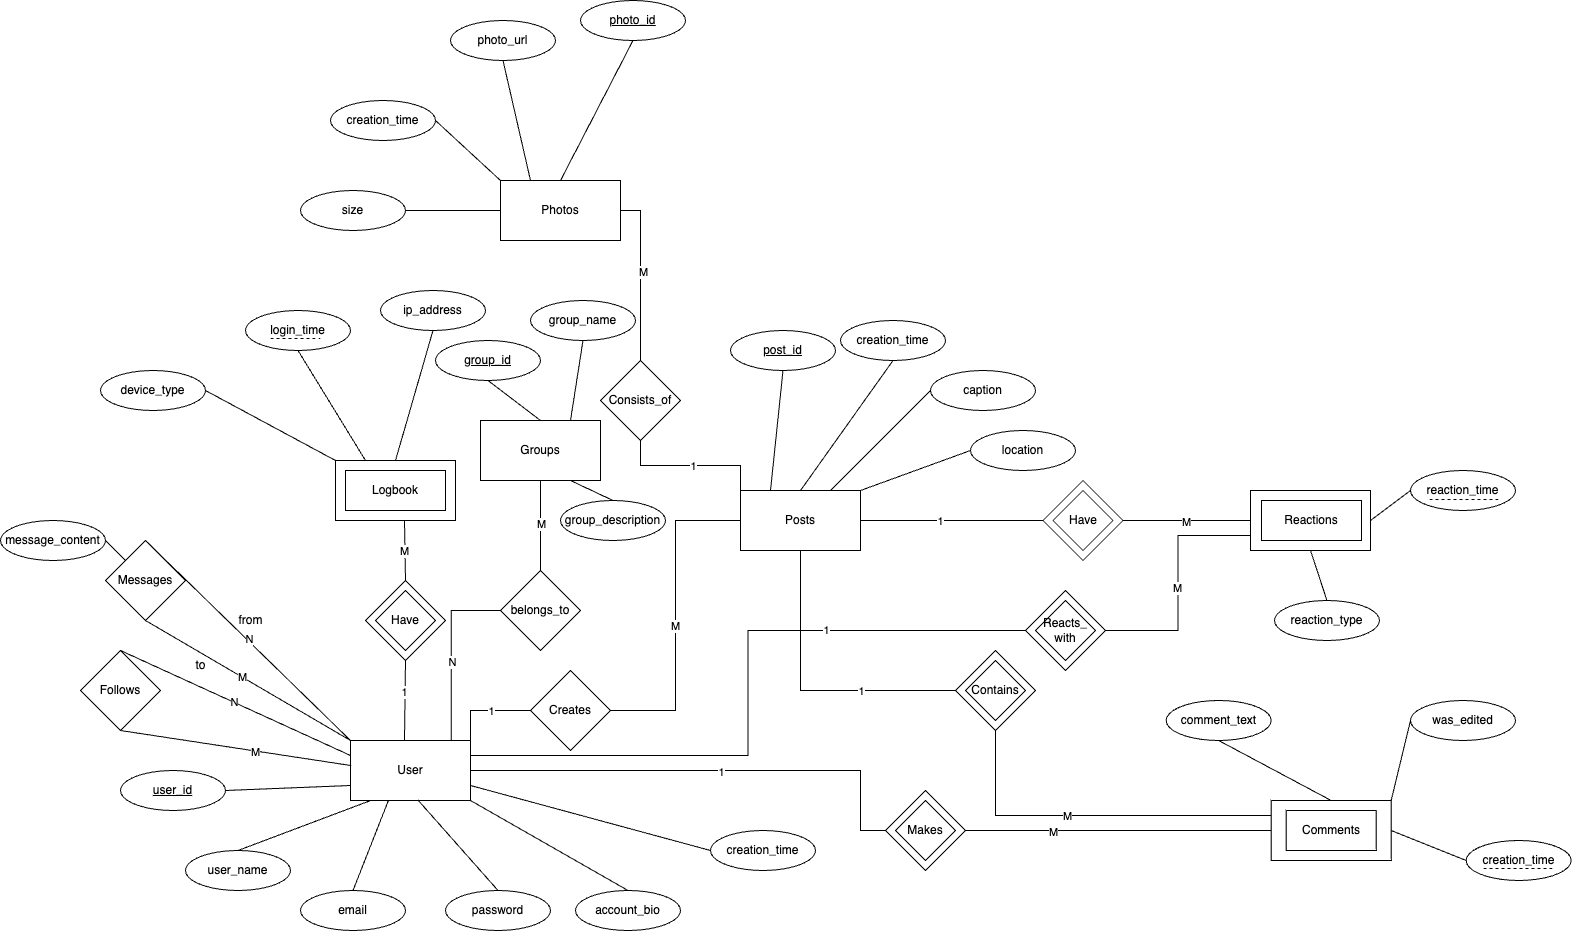 photo_id
photo_url
creation_time
size
Photos
M
ip_address
group_name
login_time
group_id
post_id
creation_time
device_type
caption
Consists_of
Groups
location
1
Logbook
reaction_time
group_description
Posts
1
Have
M
Reactions
M
message_content
M
Messages
M
from
Have
belongs_to
reaction_type
N
M
1
Reacts_
with
to
N
M
Follows
N
1
1
Contains
1
Creates
comment_text
was_edited
M
User
1
user_id
M
M
Makes
Comments
creation_time
creation_time
user_name
email
password
account_bio